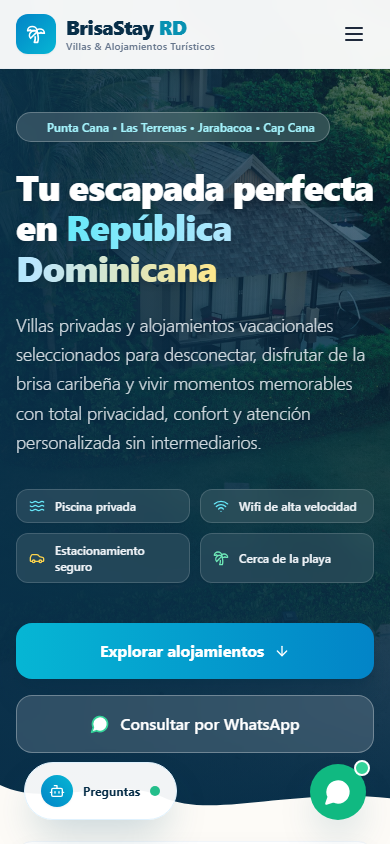 BrisaStay RD
Villas & Alojamientos Turísticos
Punta Cana • Las Terrenas • Jarabacoa • Cap Cana
Tu escapada perfecta
en República
Dominicana
Villas privadas y alojamientos vacacionales
seleccionados para desconectar, disfrutar de la
brisa caribeña y vivir momentos memorables
con total privacidad, confort y atención
personalizada sin intermediarios.
Piscina privada
Wifi de alta velocidad
Estacionamiento
seguro
Cerca de la playa
Explorar alojamientos ↓
Consultar por WhatsApp
Preguntas